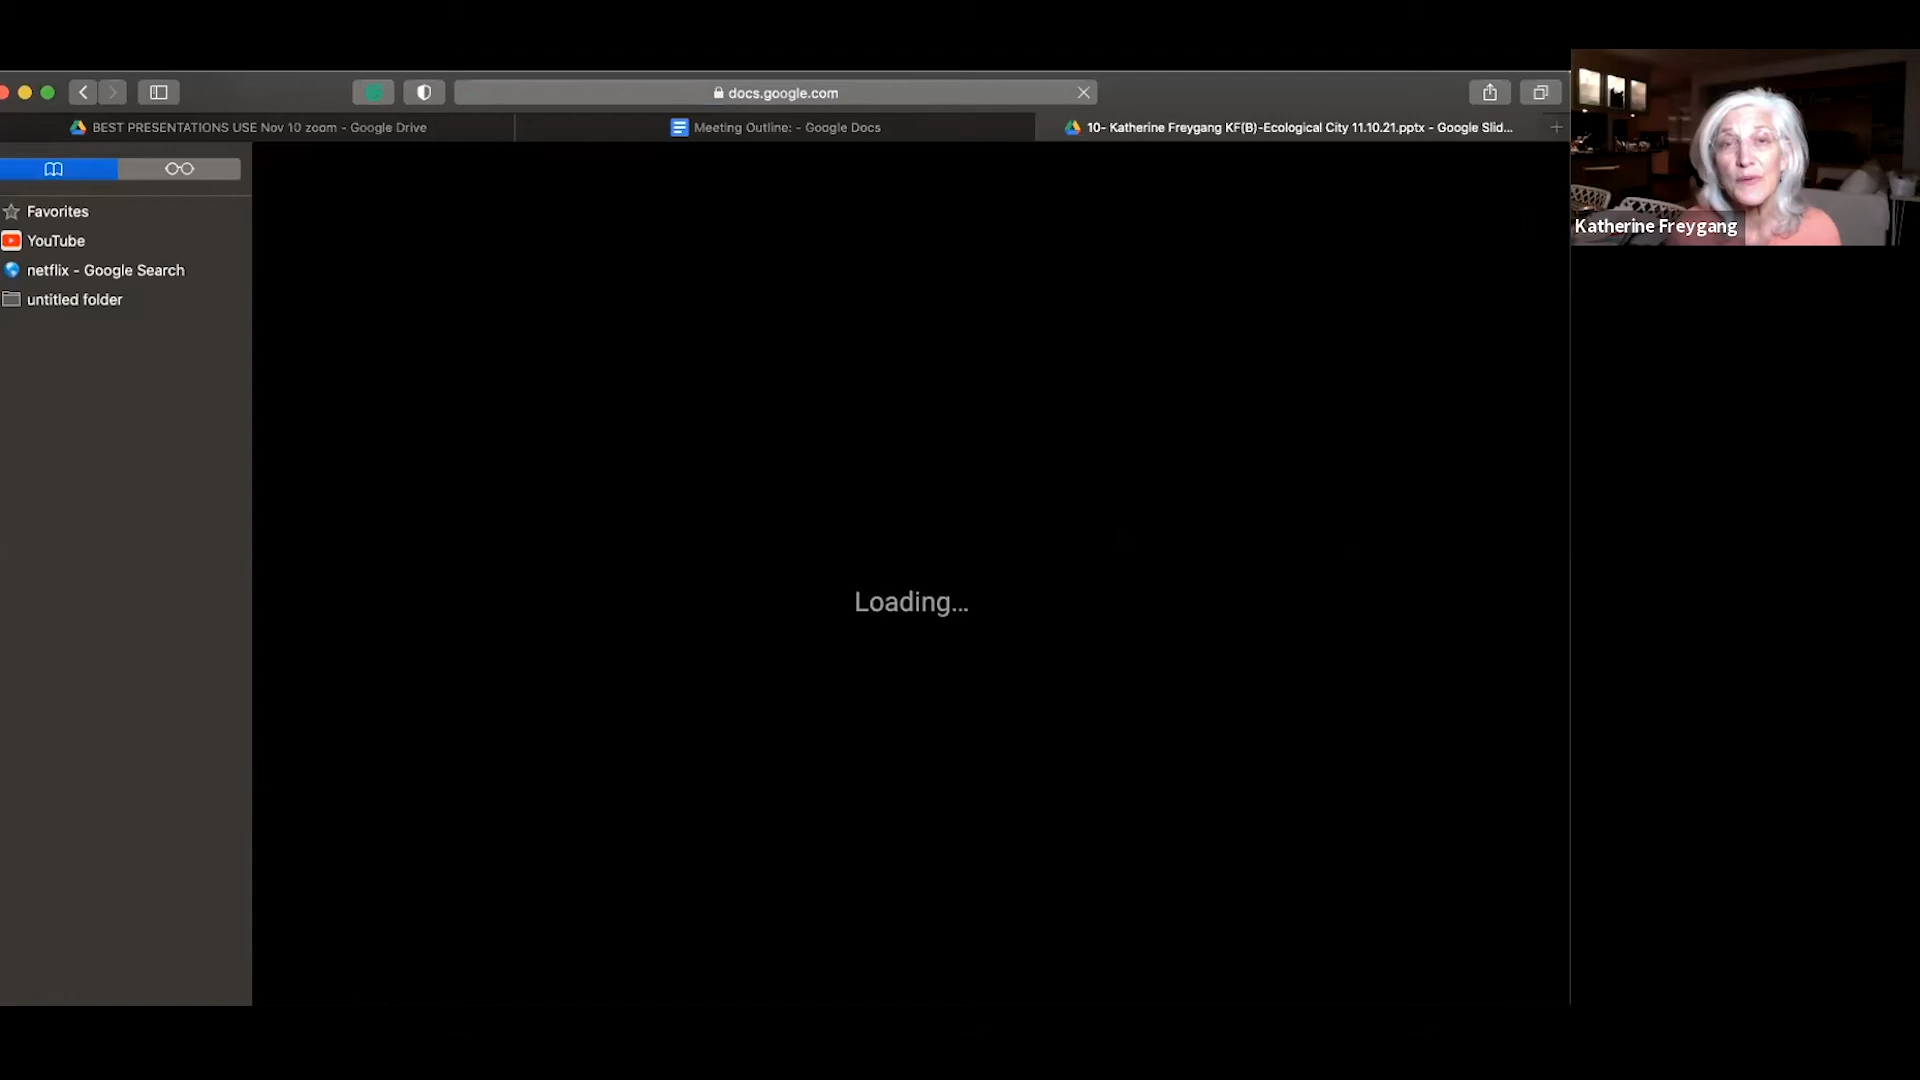 docs.google.com
BEST PRESENTATIONS USE Nov 10 zoom - Google Drive
Meeting Outline: - Google Docs
10- Katherine Freygang KF(B)-Ecological City 11.10.21.pptx - Google Slid...
Favorites
YouTube
netflix - Google Search
untitled folder
Katherine Freygang
Loading...